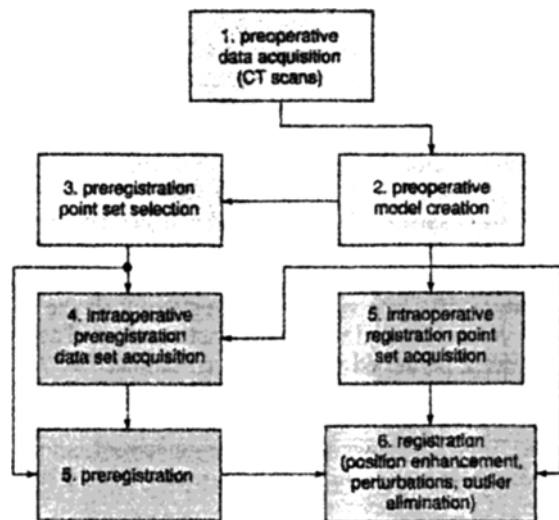 1. preoperative
data acquisition
(CT scans)
3. preregistration
point set selection
2. preoperative
model creation
4. intraoperative
preregistration
data set acquisition
5. intraoperative
registration point
set acquisition
5. preregistration
6. registration
(position enhancement,
perturbations, outlier
elimination)